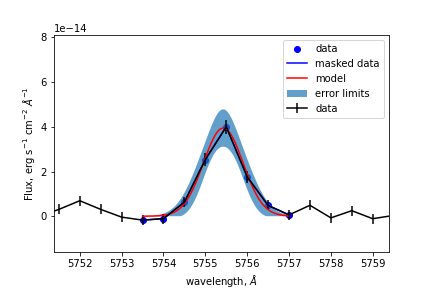 1e−14
8
6
4
2
0
Flux, erg s⁻¹ cm⁻² Å⁻¹
data
masked data
model
error limits
data
5752 5753 5754 5755 5756 5757 5758 5759
wavelength, Å